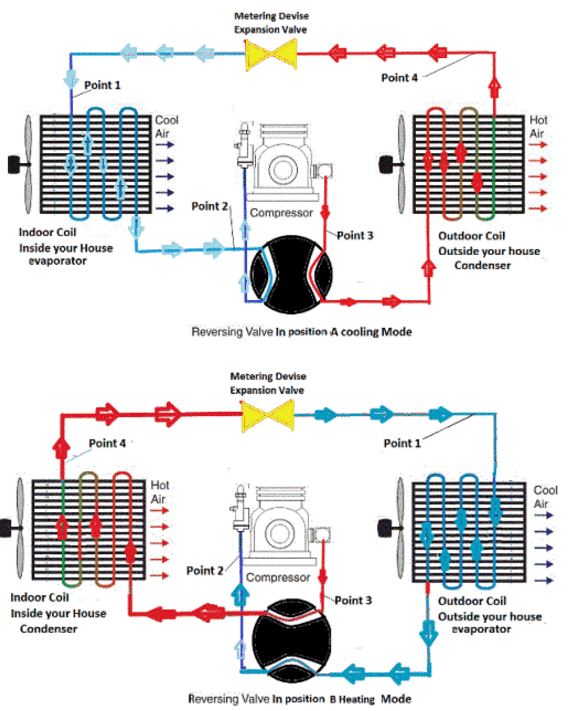 Metering Devise
Expansion Valve
Point 1
Point 4
Cool
Air
Hot
Air
Point 2
Compressor
Point 3
Indoor Coil
Inside your House
evaporator
Outdoor Coil
Outside your house
Condenser
Reversing Valve In position A cooling Mode
Metering Devise
Expansion Valve
Point 4
Point 1
Hot
Air
Cool
Air
Point 2
Compressor
Point 3
Indoor Coil
Inside your House
Condenser
Outdoor Coil
Outside your house
evaporator
Reversing Valve In position B Heating Mode